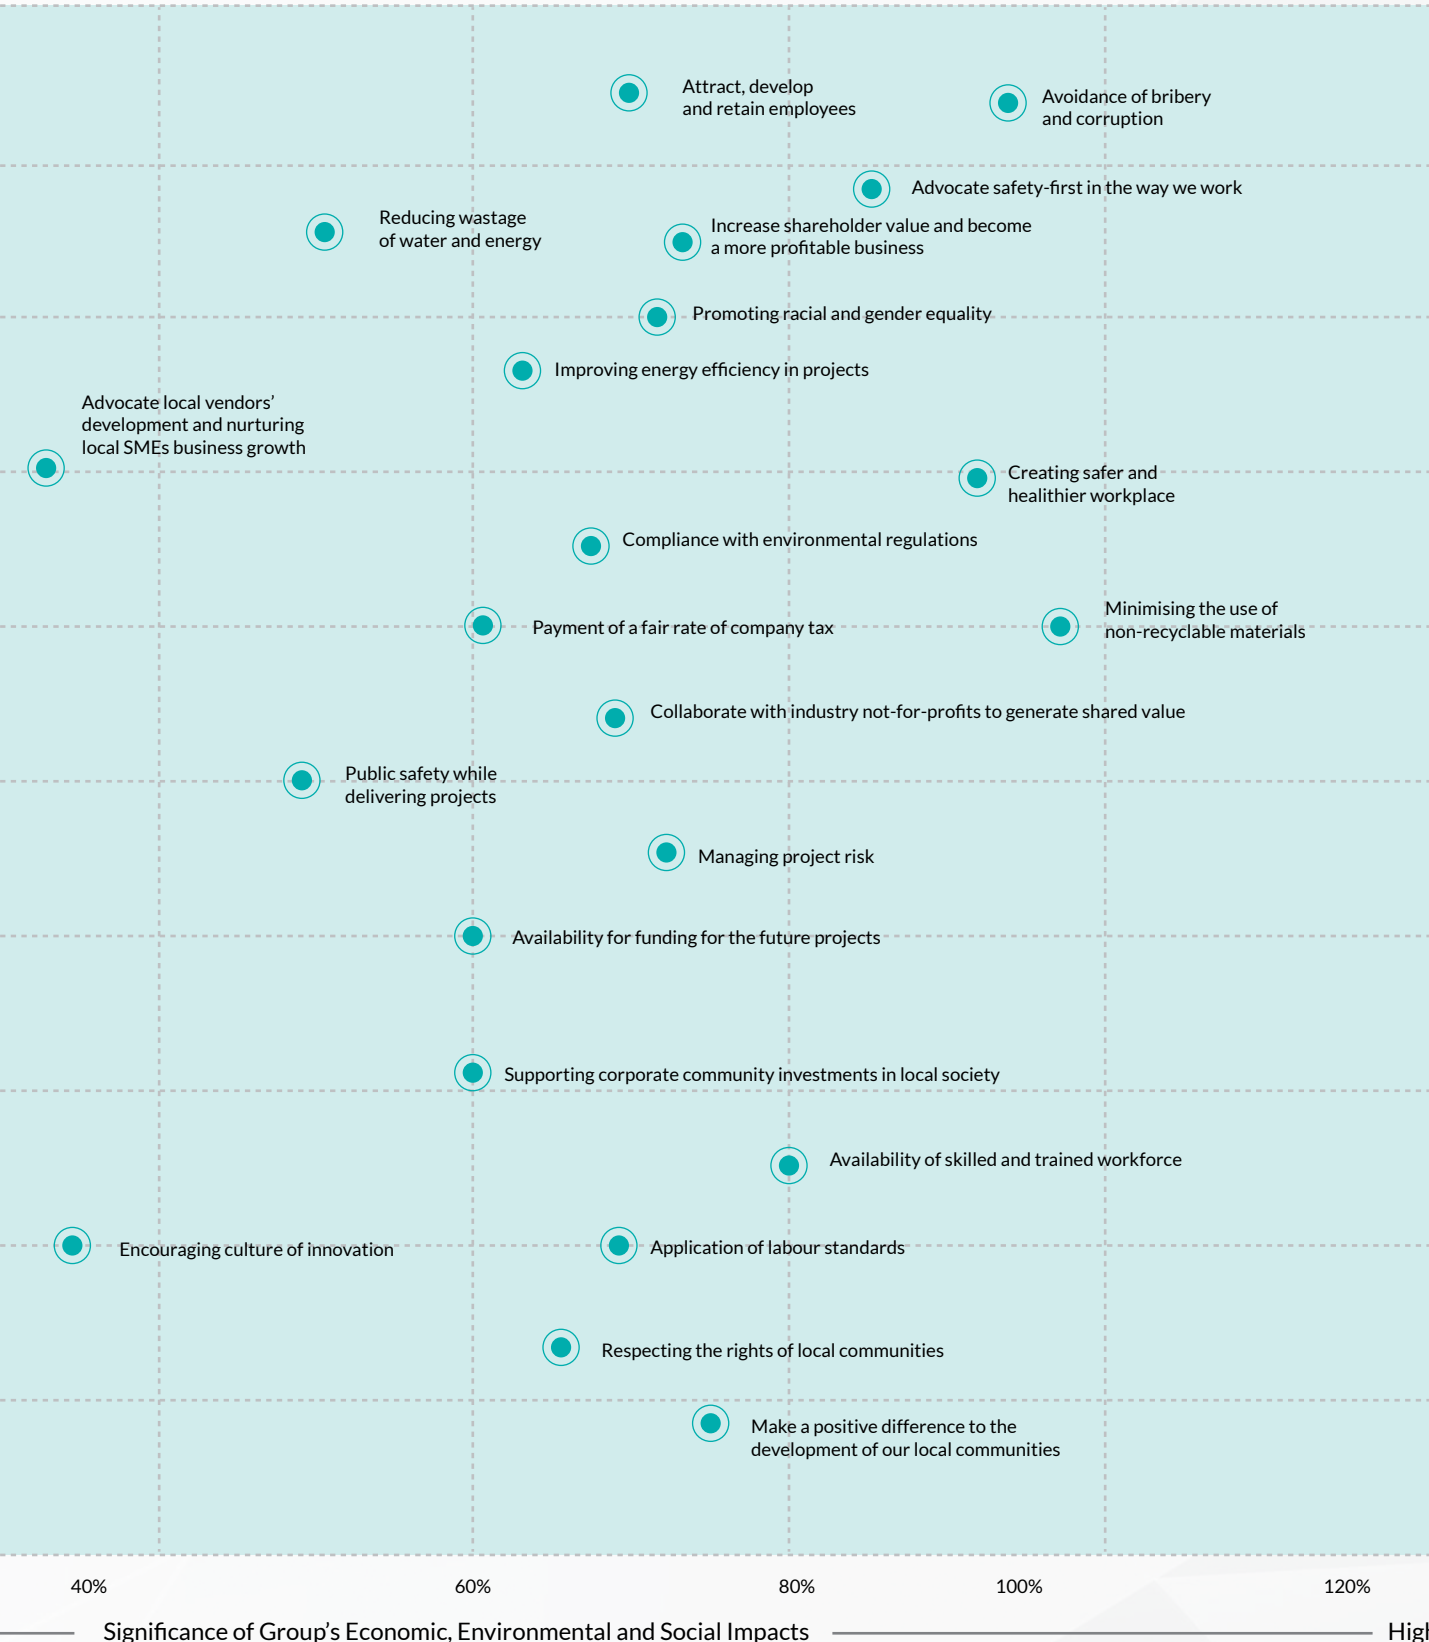 Attract, develop
and retain employees
Avoidance of bribery
and corruption
Advocate safety-first in the way we work
Reducing wastage
of water and energy
Increase shareholder value and become
a more profitable business
Promoting racial and gender equality
Improving energy efficiency in projects
Advocate local vendors’
development and nurturing
local SMEs business growth
Creating safer and
healithier workplace
Compliance with environmental regulations
Minimising the use of
non-recyclable materials
Payment of a fair rate of company tax
Collaborate with industry not-for-profits to generate shared value
Public safety while
delivering projects
Managing project risk
Availability for funding for the future projects
Supporting corporate community investments in local society
Availability of skilled and trained workforce
Encouraging culture of innovation
Application of labour standards
Respecting the rights of local communities
Make a positive difference to the
development of our local communities
40% 60% 80% 100% 120%
Significance of Group’s Economic, Environmental and Social Impacts